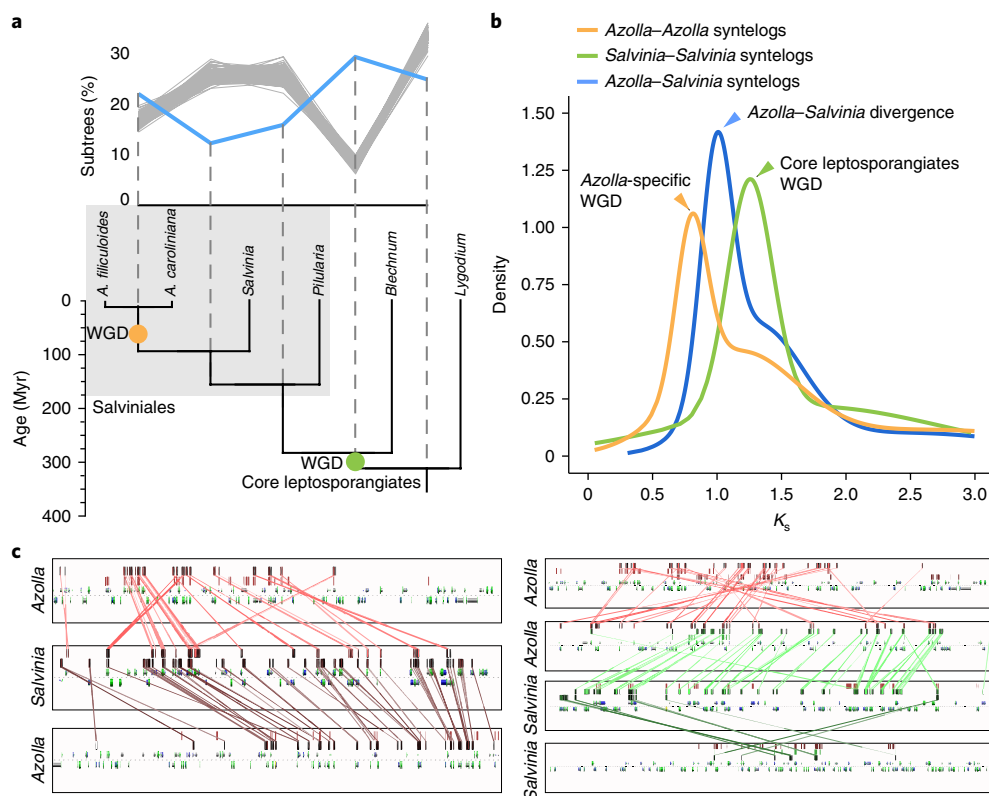 a
30
20
10
0
Subtrees (%)
A. filiculoides
A. caroliniana
Salvinia
Pilularia
Blechnum
Lygodium
0
100
200
300
400
Age (Myr)
WGD
Salviniales
WGD
Core leptosporangiates
b
Azolla–Azolla syntelogs
Salvinia–Salvinia syntelogs
Azolla–Salvinia syntelogs
1.50
1.25
1.00
0.75
0.50
0.25
0
Density
Azolla–Salvinia divergence
Azolla-specific
WGD
Core leptosporangiates
WGD
0
0.5
1.0
1.5
2.0
2.5
3.0
Ks
c
Azolla
Salvinia
Azolla
Azolla
Azolla
Salvinia
Salvinia